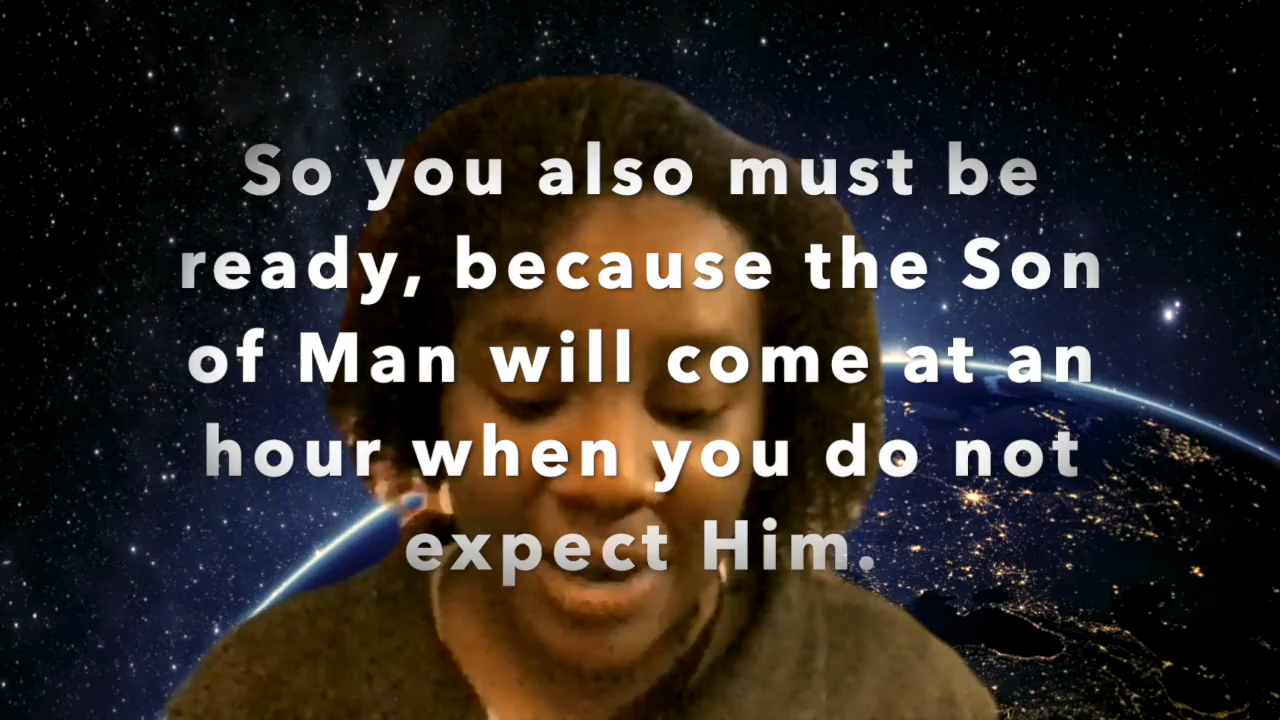 So you also must be
ready, because the Son
of Man will come at an
hour when you do not
expect Him.